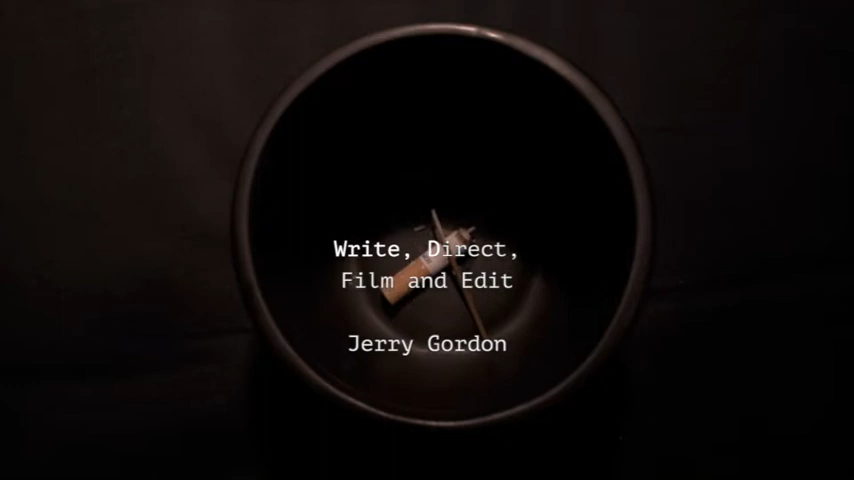 Write, Direct,
Film and Edit
Jerry Gordon